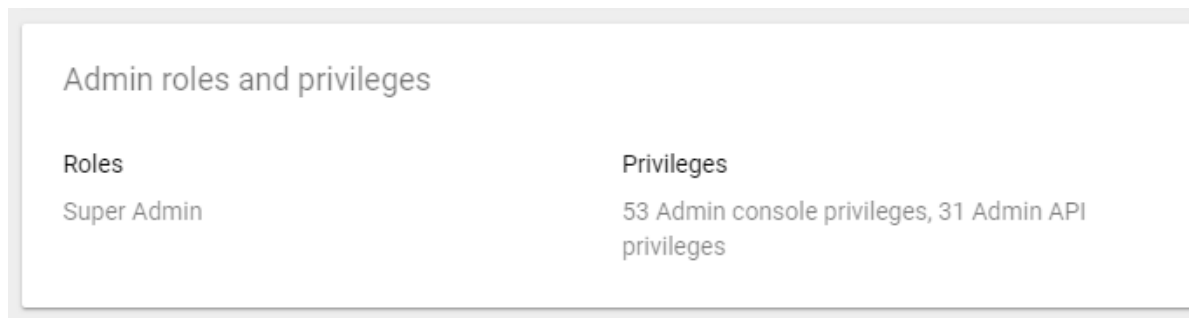 Admin roles and privileges
Roles
Privileges
Super Admin
53 Admin console privileges, 31 Admin API
privileges